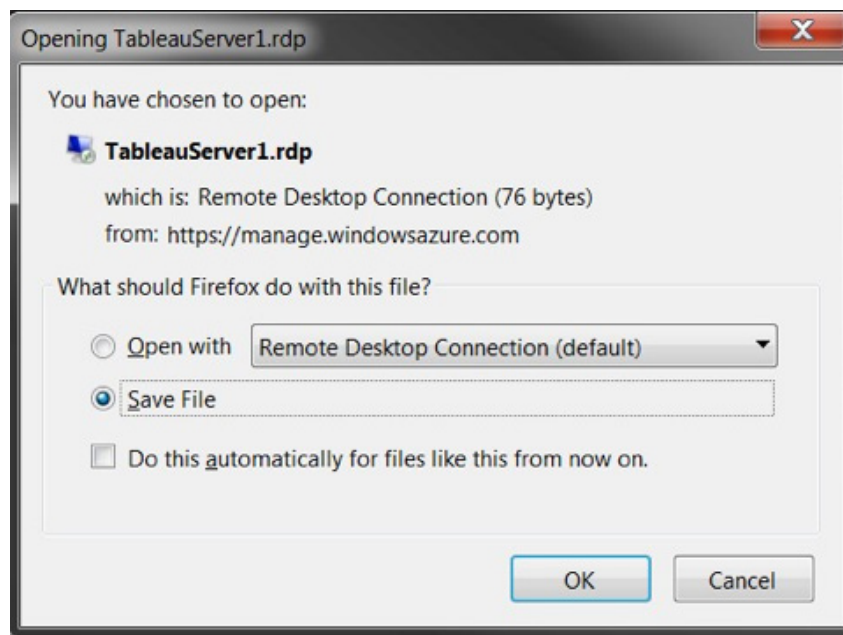 Opening TableauServer1.rdp
You have chosen to open:
TableauServer1.rdp
which is: Remote Desktop Connection (76 bytes)
from: https://manage.windowsazure.com
What should Firefox do with this file?
Open with Remote Desktop Connection (default)
Save File
Do this automatically for files like this from now on.
OK Cancel